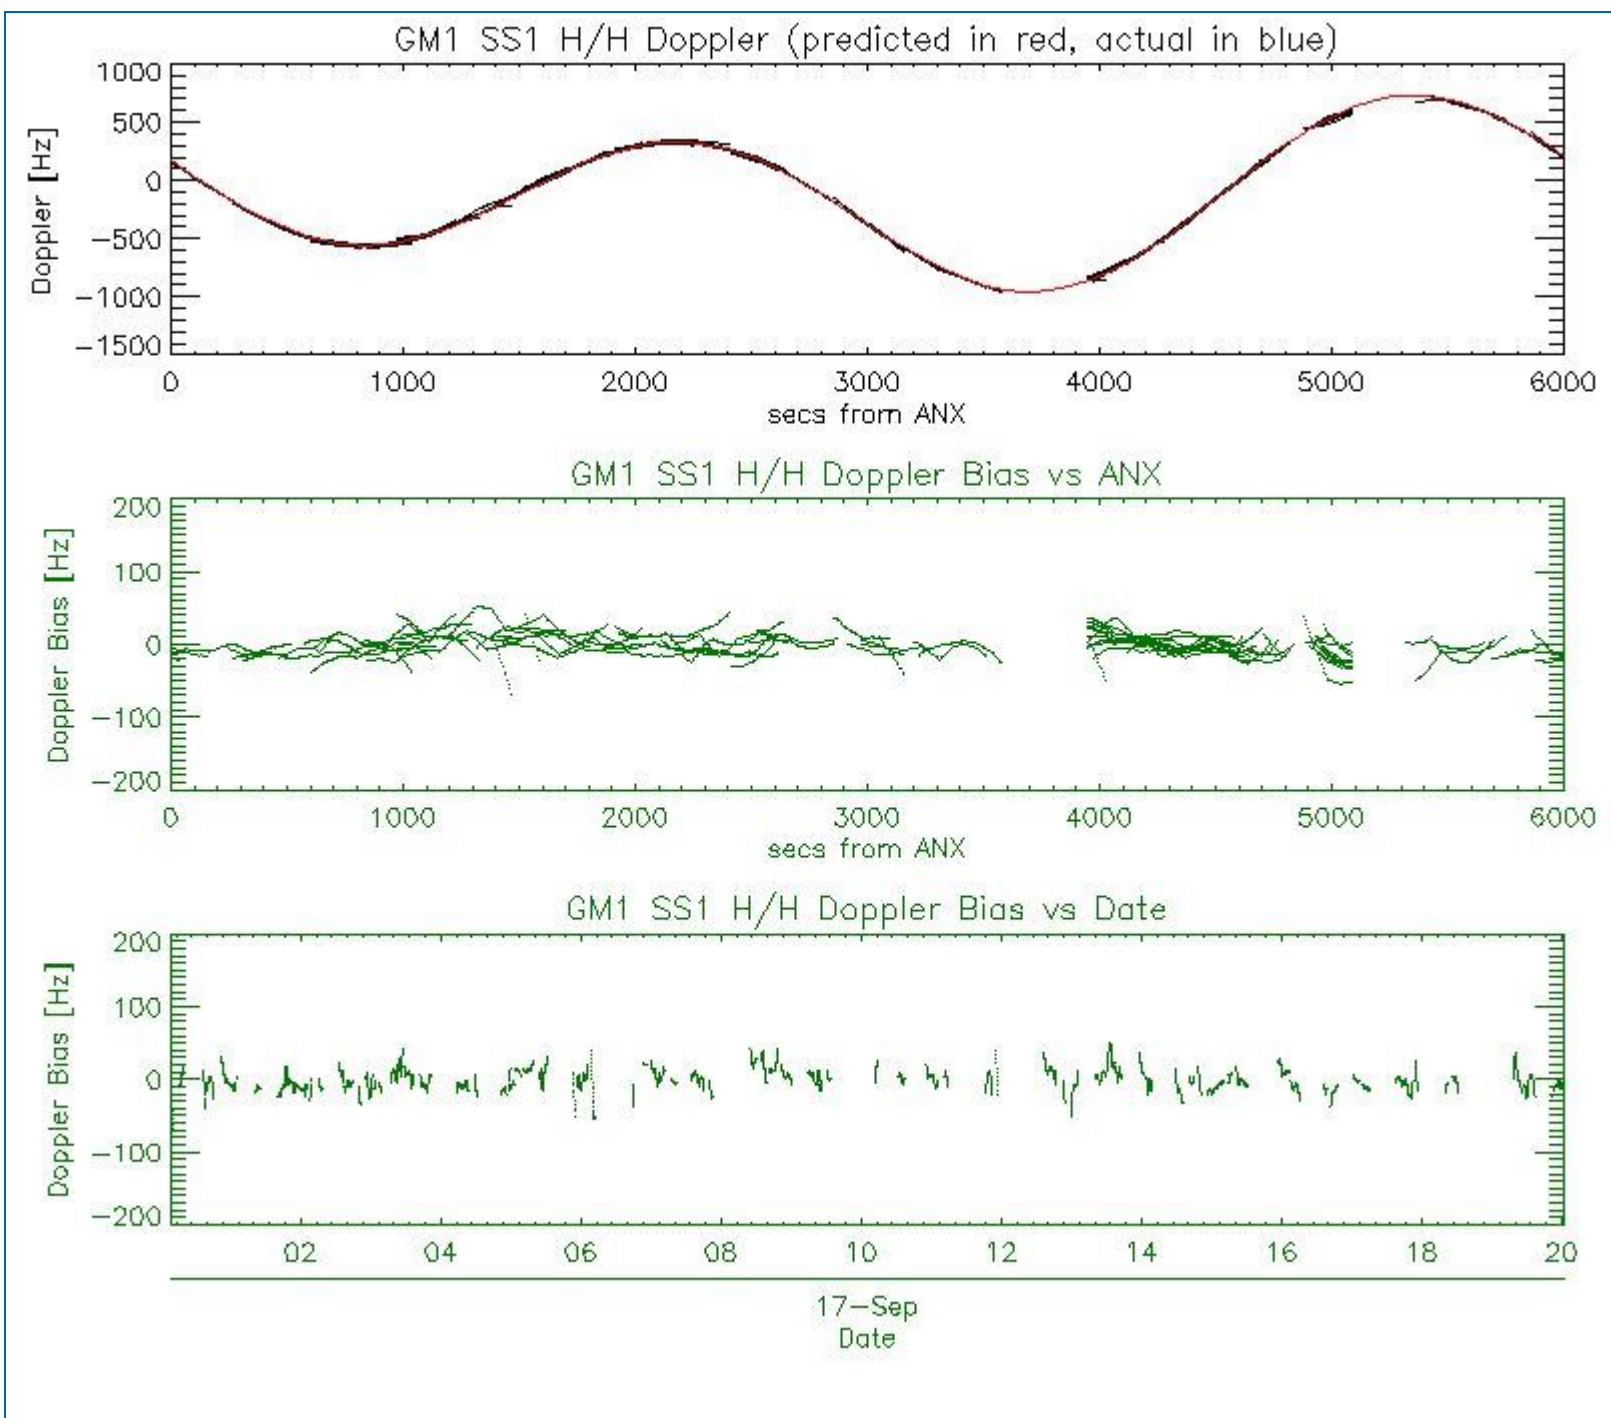 GM1 SS1 H/H Doppler (predicted in red, actual in blue)
1000
500
0
−500
−1000
−1500
Doppler [Hz]
0 1000 2000 3000 4000 5000 6000
secs from ANX
GM1 SS1 H/H Doppler Bias vs ANX
200
100
0
−100
−200
Doppler Bias [Hz]
0 1000 2000 3000 4000 5000 6000
secs from ANX
GM1 SS1 H/H Doppler Bias vs Date
200
100
0
−100
−200
Doppler Bias [Hz]
02 04 06 08 10 12 14 16 18 20
17−Sep
Date